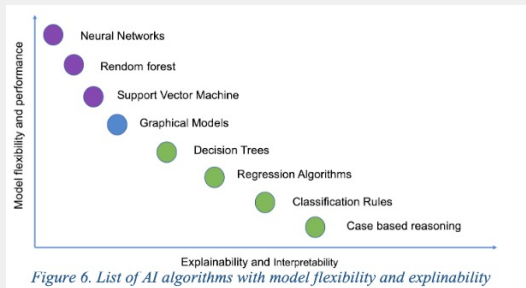 Model flexibility and performance
Neural Networks
Rendom forest
Support Vector Machine
Graphical Models
Decision Trees
Regression Algorithms
Classification Rules
Case based reasoning
Explainability and Interpretability
Figure 6. List of AI algorithms with model flexibility and explinability